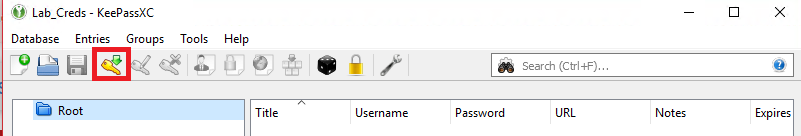 Lab_Creds - KeePassXC
Database Entries Groups Tools Help
Search (Ctrl+F)...
Root
Title Username Password URL Notes Expires